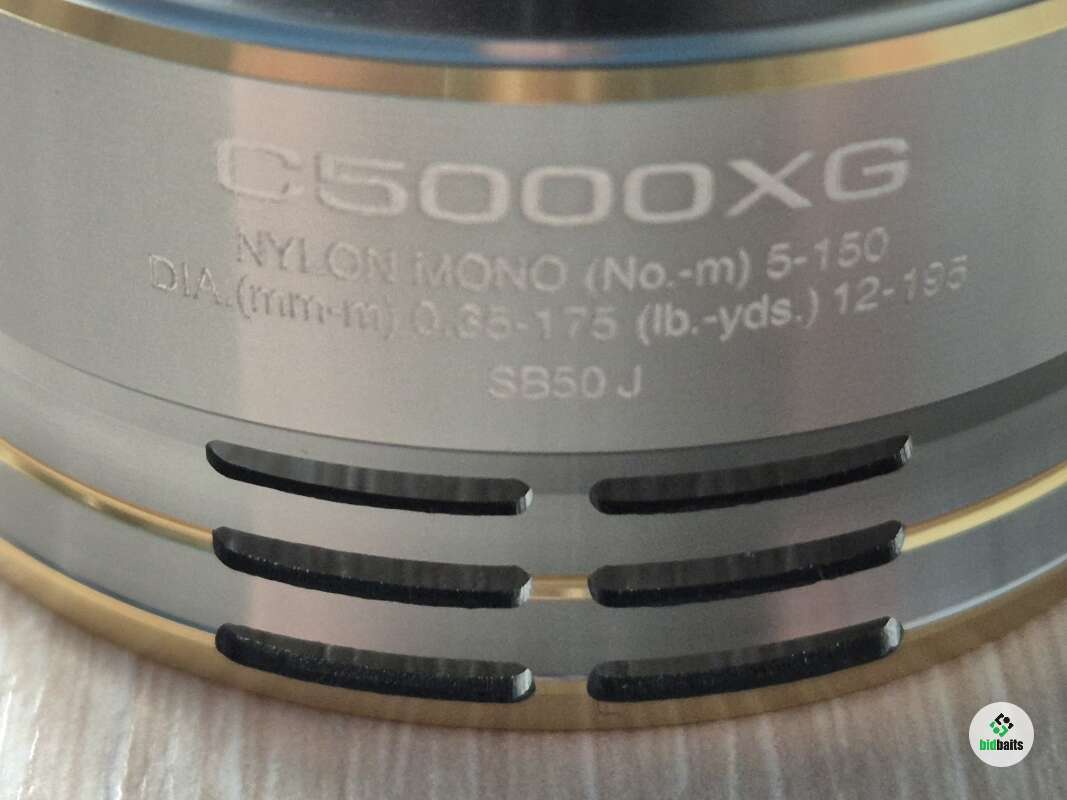 C5000XG
NYLON MONO (No.-m) 5-150
DIA.(mm-m) 0.35-175 (lb.-yds.) 12-195
SB50 J
bidbaits